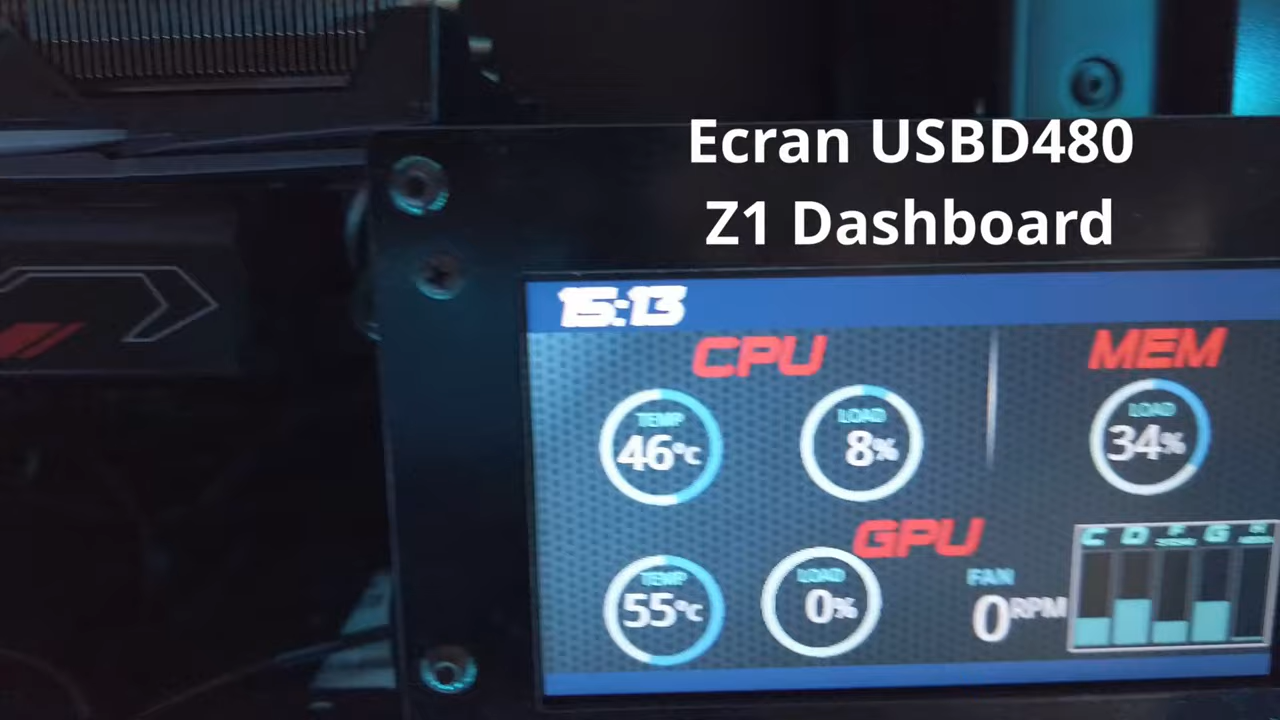 Ecran USBD480
Z1 Dashboard
15:13
CPU
MEM
TEMP
46°C
LOAD
8%
LOAD
34%
GPU
TEMP
55°C
LOAD
0%
FAN
0RPM
C D F G